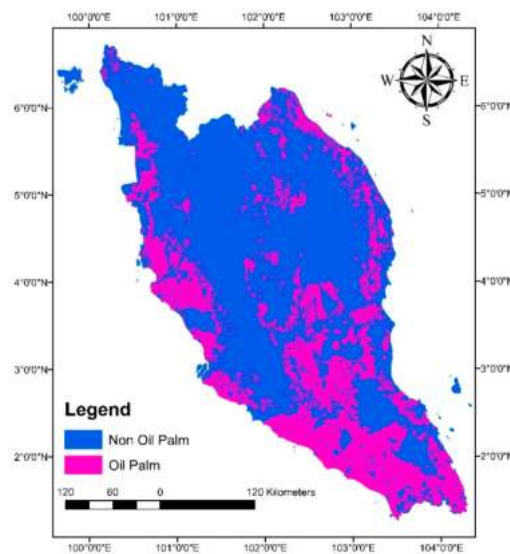 100°0'0"E 101°0'0"E 102°0'0"E 103°0'0"E 104°0'0"E
N
W E
S
6°0'0"N 6°0'0"N
5°0'0"N 5°0'0"N
4°0'0"N 4°0'0"N
3°0'0"N 3°0'0"N
2°0'0"N 2°0'0"N
Legend
Non Oil Palm
Oil Palm
120 60 0 120 Kilometers
100°0'0"E 101°0'0"E 102°0'0"E 103°0'0"E 104°0'0"E